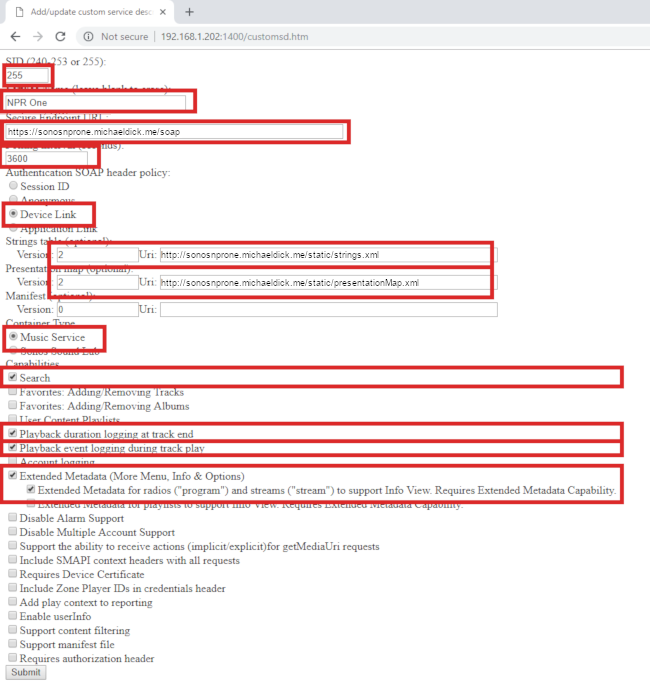 Add/update custom service desc
Not secure | 192.168.1.202:1400/customsd.htm
SID (240-253 or 255):
255
NPR One
Secure Endpoint URL:
https://sonosnprone.michaeldick.me/soap
3600
Authentication SOAP header policy:
Session ID
Anonymous
Device Link
Application Link
Strings table (optional):
Version: 2 Uri: http://sonosnprone.michaeldick.me/static/strings.xml
Presentation map (optional):
Version: 2 Uri: http://sonosnprone.michaeldick.me/static/presentationMap.xml
Manifest (optional):
Version: 0 Uri:
Container Type
Music Service
Sonos Sound Lab
Capabilities
Search
Favorites: Adding/Removing Tracks
Favorites: Adding/Removing Albums
User Content Playlists
Playback duration logging at track end
Playback event logging during track play
Account logging
Extended Metadata (More Menu, Info & Options)
Extended Metadata for radios ("program") and streams ("stream") to support Info View. Requires Extended Metadata Capability.
Extended Metadata for playlists to support Info View. Requires Extended Metadata Capability.
Disable Alarm Support
Disable Multiple Account Support
Support the ability to receive actions (implicit/explicit)for getMediaUri requests
Include SMAPI context headers with all requests
Requires Device Certificate
Include Zone Player IDs in credentials header
Add play context to reporting
Enable userInfo
Support content filtering
Support manifest file
Requires authorization header
Submit